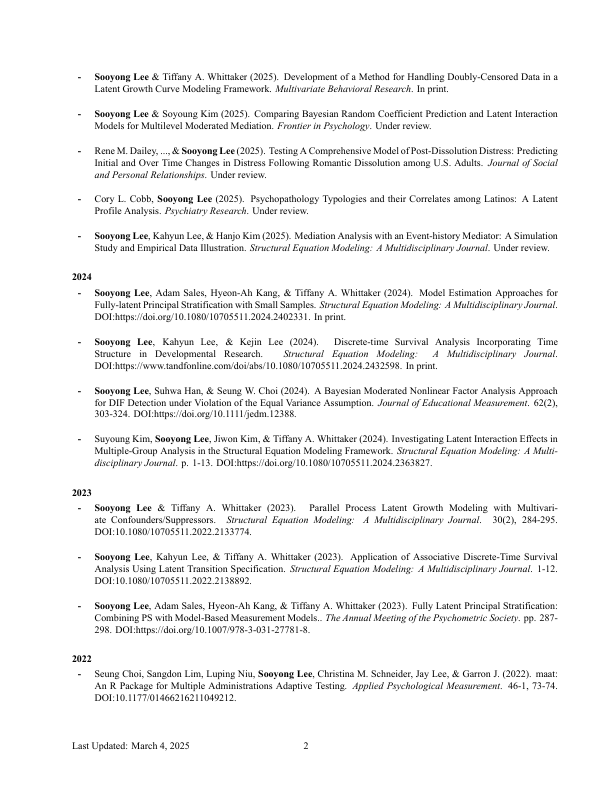 - Sooyong Lee & Tiffany A. Whittaker (2025). Development of a Method for Handling Doubly-Censored Data in a
Latent Growth Curve Modeling Framework. Multivariate Behavioral Research. In print.
- Sooyong Lee & Soyoung Kim (2025). Comparing Bayesian Random Coefficient Prediction and Latent Interaction
Models for Multilevel Moderated Mediation. Frontier in Psychology. Under review.
- Rene M. Dailey, ..., & Sooyong Lee (2025). Testing A Comprehensive Model of Post-Dissolution Distress: Predicting
Initial and Over Time Changes in Distress Following Romantic Dissolution among U.S. Adults. Journal of Social
and Personal Relationships. Under review.
- Cory L. Cobb, Sooyong Lee (2025). Psychopathology Typologies and their Correlates among Latinos: A Latent
Profile Analysis. Psychiatry Research. Under review.
- Sooyong Lee, Kahyun Lee, & Hanjo Kim (2025). Mediation Analysis with an Event-history Mediator: A Simulation
Study and Empirical Data Illustration. Structural Equation Modeling: A Multidisciplinary Journal. Under review.
2024
- Sooyong Lee, Adam Sales, Hyeon-Ah Kang, & Tiffany A. Whittaker (2024). Model Estimation Approaches for
Fully-latent Principal Stratification with Small Samples. Structural Equation Modeling: A Multidisciplinary Journal.
DOI:https://doi.org/10.1080/10705511.2024.2402331. In print.
- Sooyong Lee, Kahyun Lee, & Kejin Lee (2024). Discrete-time Survival Analysis Incorporating Time
Structure in Developmental Research. Structural Equation Modeling: A Multidisciplinary Journal.
DOI:https://www.tandfonline.com/doi/abs/10.1080/10705511.2024.2432598. In print.
- Sooyong Lee, Suhwa Han, & Seung W. Choi (2024). A Bayesian Moderated Nonlinear Factor Analysis Approach
for DIF Detection under Violation of the Equal Variance Assumption. Journal of Educational Measurement. 62(2),
303-324. DOI:https://doi.org/10.1111/jedm.12388.
- Suyoung Kim, Sooyong Lee, Jiwon Kim, & Tiffany A. Whittaker (2024). Investigating Latent Interaction Effects in
Multiple-Group Analysis in the Structural Equation Modeling Framework. Structural Equation Modeling: A Multi-
disciplinary Journal. p. 1-13. DOI:https://doi.org/10.1080/10705511.2024.2363827.
2023
- Sooyong Lee & Tiffany A. Whittaker (2023). Parallel Process Latent Growth Modeling with Multivari-
ate Confounders/Suppressors. Structural Equation Modeling: A Multidisciplinary Journal. 30(2), 284-295.
DOI:10.1080/10705511.2022.2133774.
- Sooyong Lee, Kahyun Lee, & Tiffany A. Whittaker (2023). Application of Associative Discrete-Time Survival
Analysis Using Latent Transition Specification. Structural Equation Modeling: A Multidisciplinary Journal. 1-12.
DOI:10.1080/10705511.2022.2138892.
- Sooyong Lee, Adam Sales, Hyeon-Ah Kang, & Tiffany A. Whittaker (2023). Fully Latent Principal Stratification:
Combining PS with Model-Based Measurement Models.. The Annual Meeting of the Psychometric Society. pp. 287-
298. DOI:https://doi.org/10.1007/978-3-031-27781-8.
2022
- Seung Choi, Sangdon Lim, Luping Niu, Sooyong Lee, Christina M. Schneider, Jay Lee, & Garron J. (2022). maat:
An R Package for Multiple Administrations Adaptive Testing. Applied Psychological Measurement. 46-1, 73-74.
DOI:10.1177/01466216211049212.
Last Updated: March 4, 2025 2